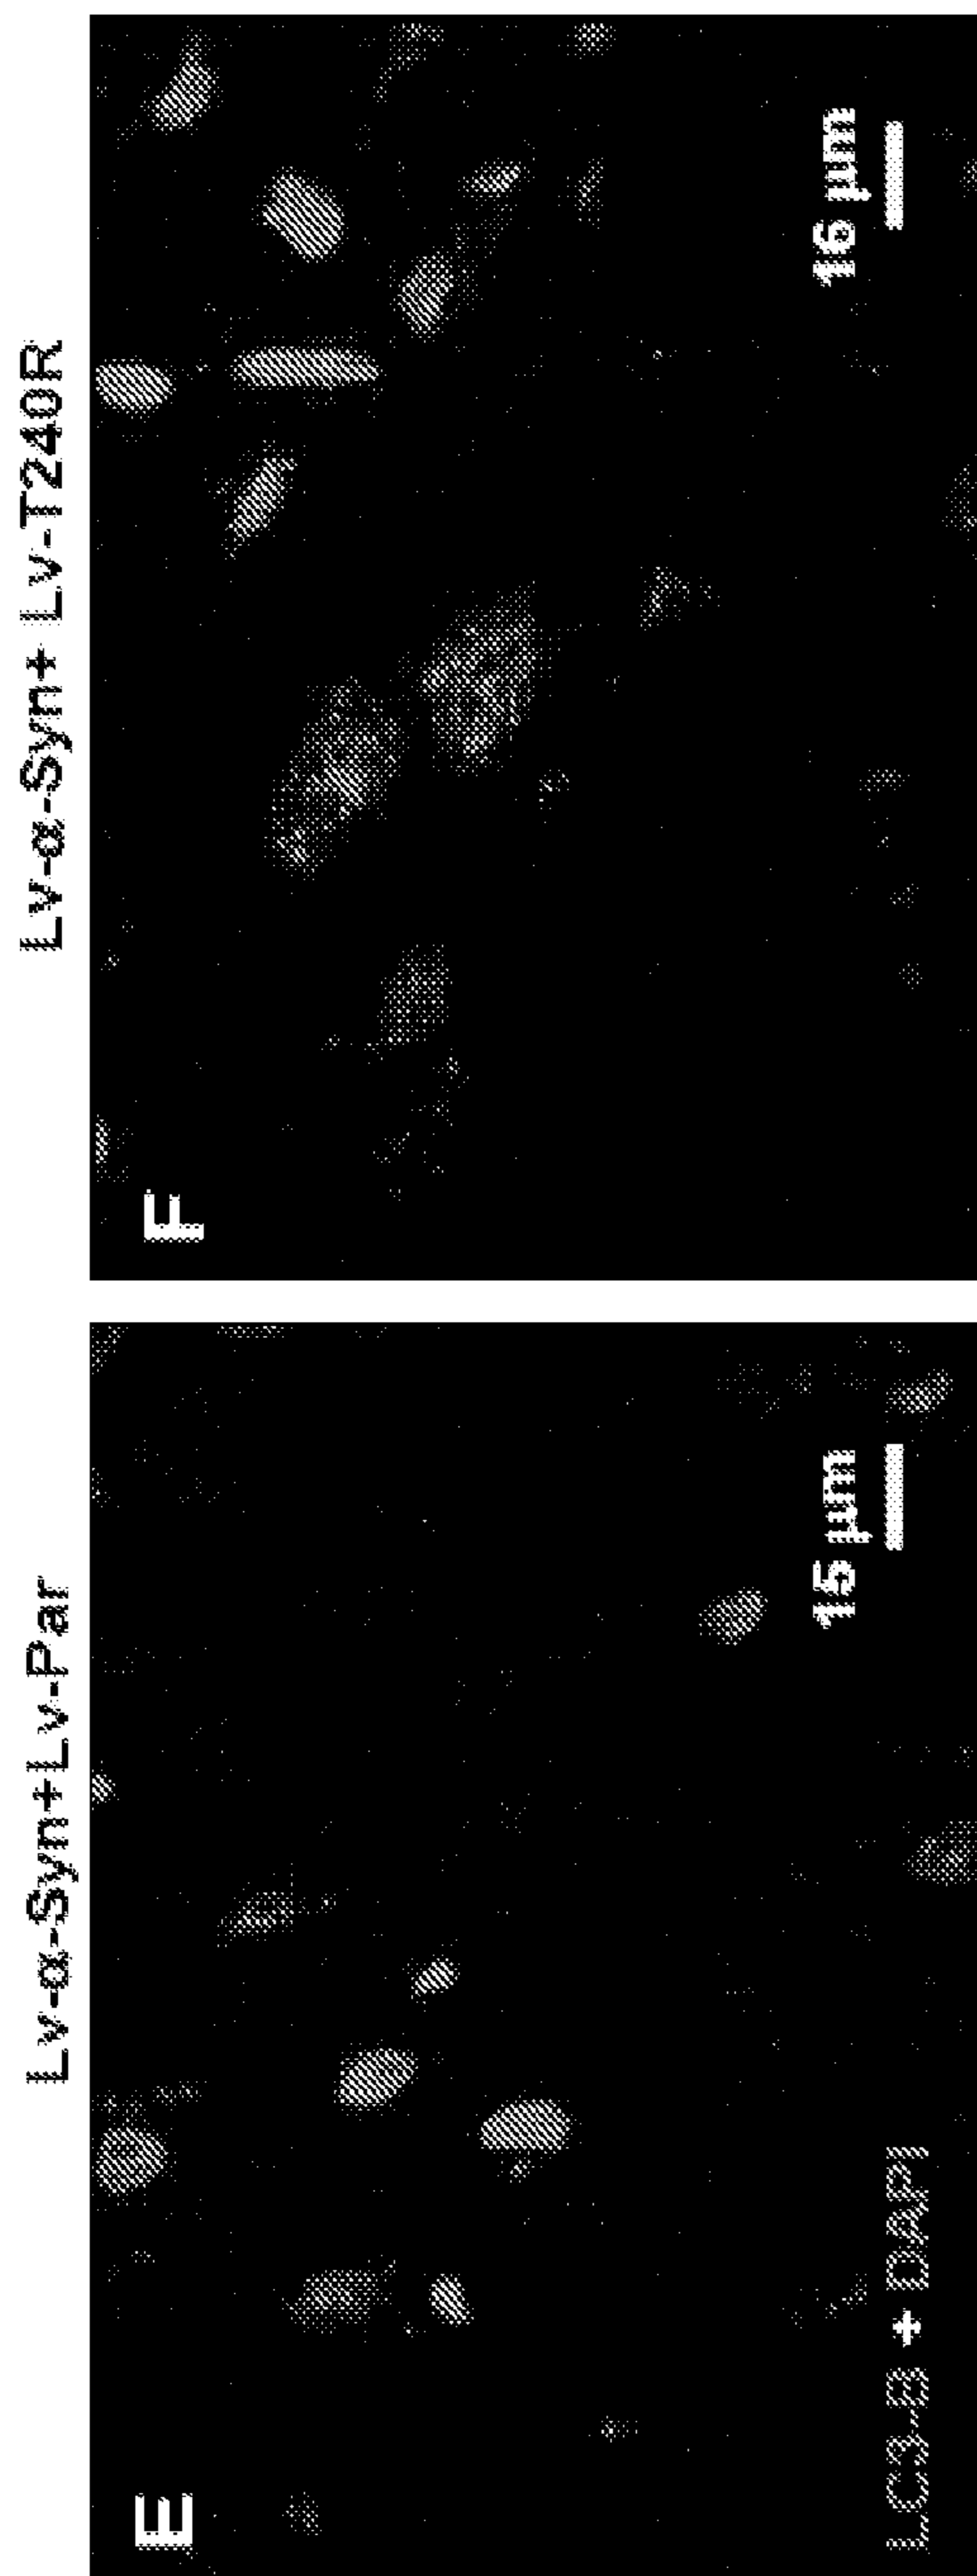 Lv-α-Syn+Lv-Par
E
15 µm
LC3-B + DAPI
Lv-α-Syn+ Lv-T240R
F
16 µm